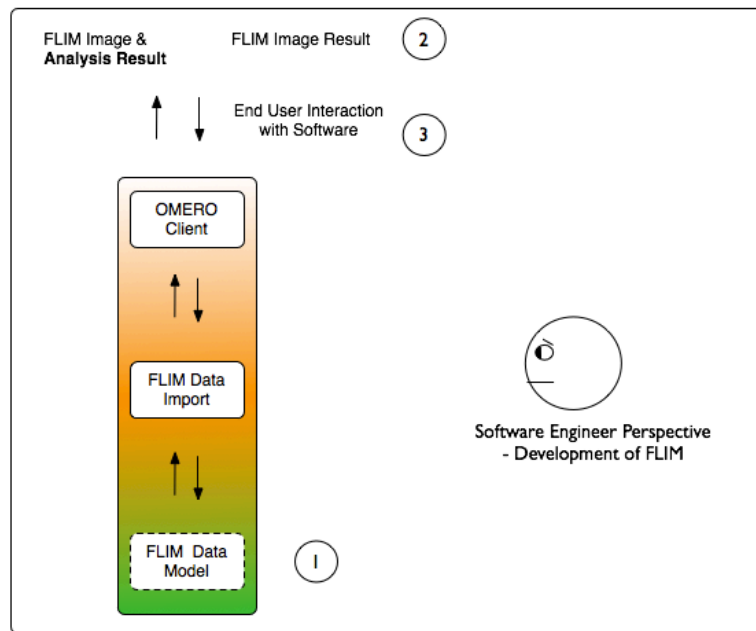 FLIM Image &
Analysis Result
FLIM Image Result
2
End User Interaction
with Software
3
OMERO
Client
FLIM Data
Import
FLIM Data
Model
1
Software Engineer Perspective
- Development of FLIM